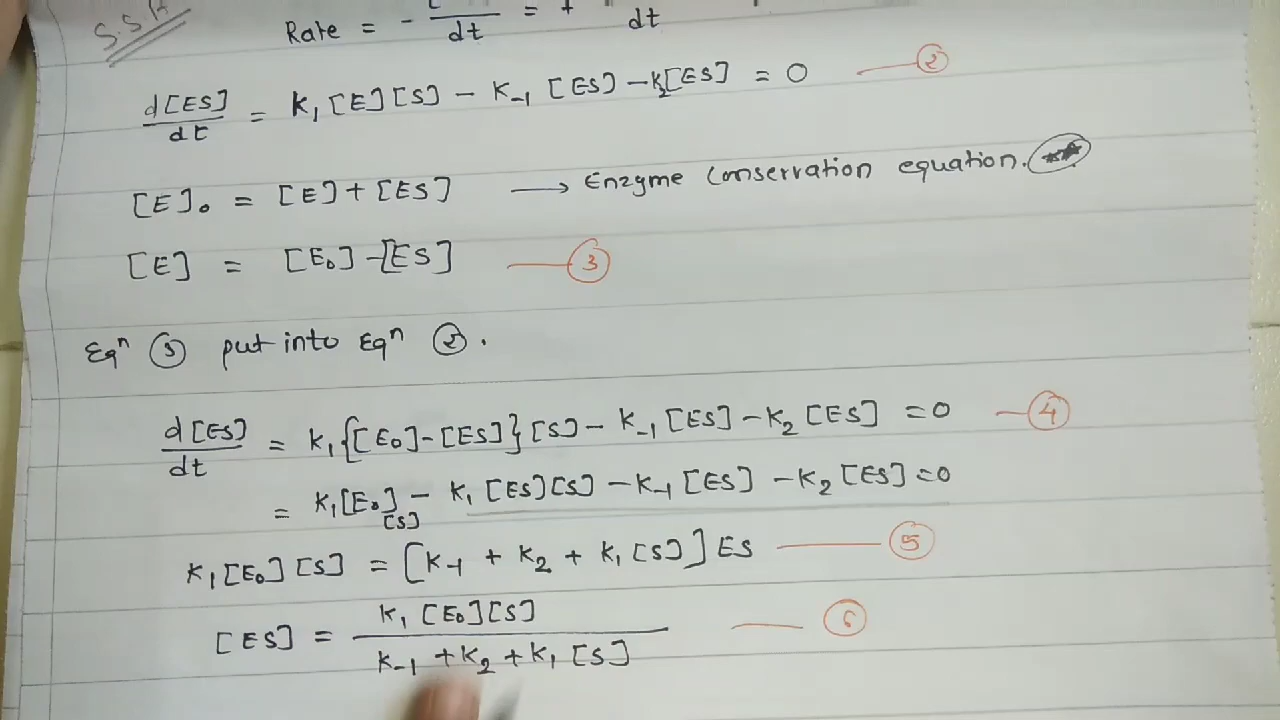 S.S.A
Rate = - / dt = + dt
d[ES]/dt = K₁[E][S] - K₋₁[ES] - K₂[ES] = 0 — ②
[E]₀ = [E] + [ES] → Enzyme Conservation equation.
[E] = [E₀] - [ES] — ③
Eqⁿ ③ put into Eqⁿ ②.
d[ES]/dt = K₁{[E₀]-[ES]}[S] - K₋₁[ES] - K₂[ES] = 0 — ④
= K₁[E₀][S] - K₁[ES][S] - K₋₁[ES] - K₂[ES] = 0
K₁[E₀][S] = [K₋₁ + K₂ + K₁[S]]ES — ⑤
[ES] = K₁[E₀][S] / K₋₁ + K₂ + K₁[S] — ⑥